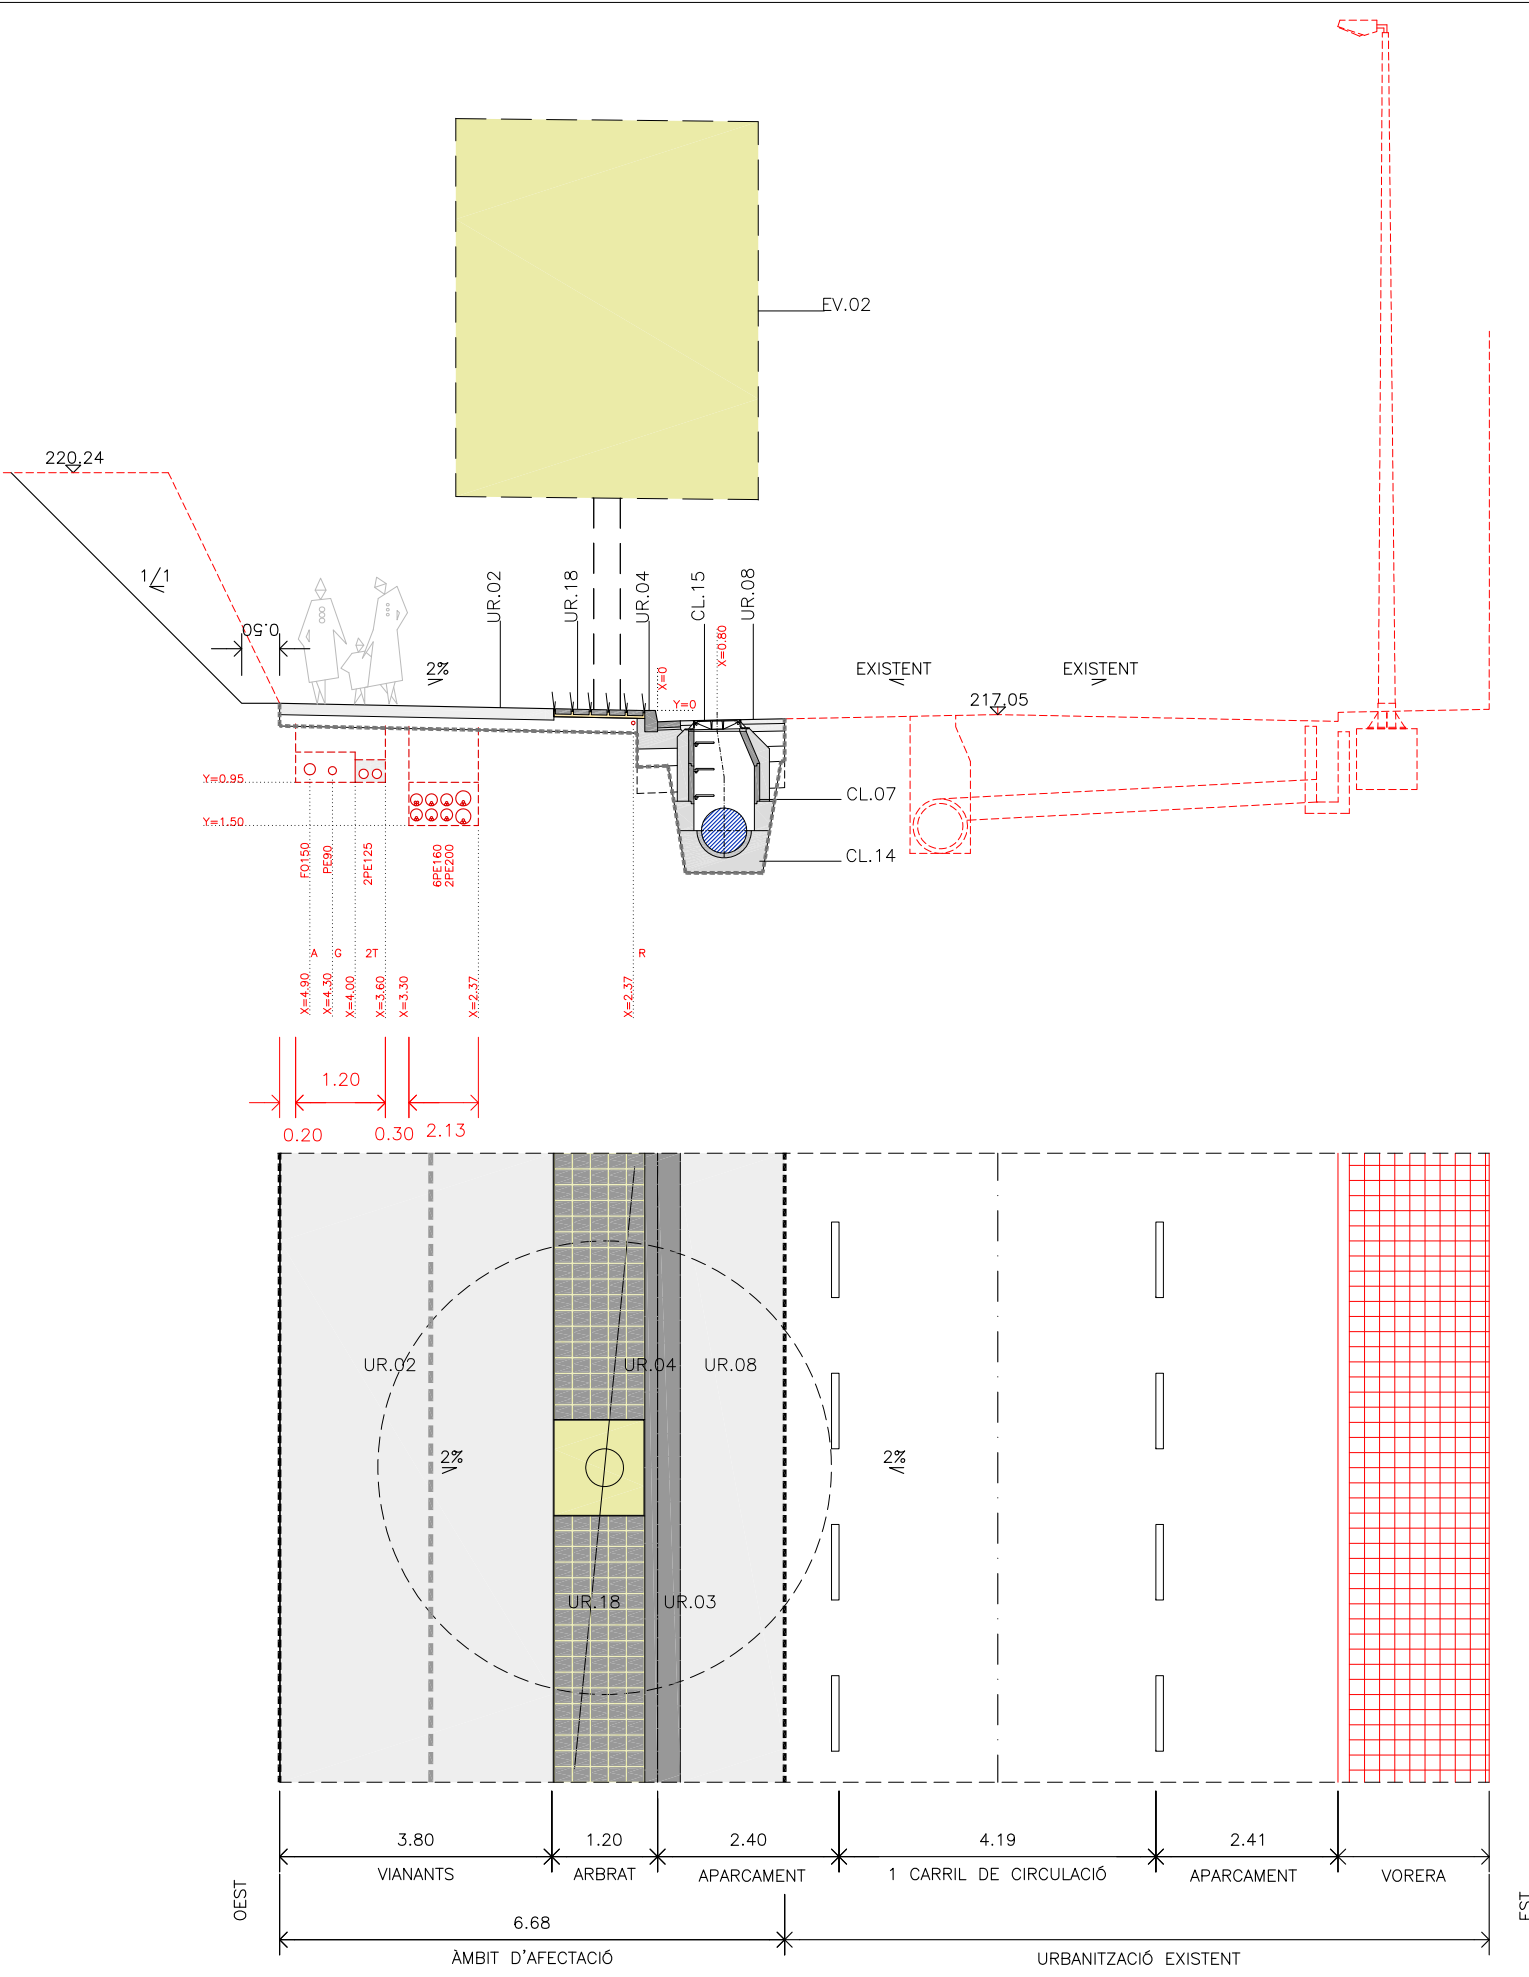 EV.02
220.24
1/1
0.50
2%
UR.02
UR.18
UR.04
CL.15
UR.08
X=0
X=0.80
Y=0
EXISTENT
EXISTENT
217.05
Y=0.95
Y=1.50
CL.07
CL.14
FO150
PE90
2PE125
6PE160
2PE200
A
G
2T
R
X=4.90
X=4.30
X=4.00
X=3.60
X=3.30
X=2.37
X=2.37
1.20
0.20
0.30
2.13
UR.02
UR.04
UR.08
2%
2%
UR.18
UR.03
3.80
1.20
2.40
4.19
2.41
VIANANTS
ARBRAT
APARCAMENT
1 CARRIL DE CIRCULACIÓ
APARCAMENT
VORERA
OEST
EST
6.68
ÀMBIT D'AFECTACIÓ
URBANITZACIÓ EXISTENT